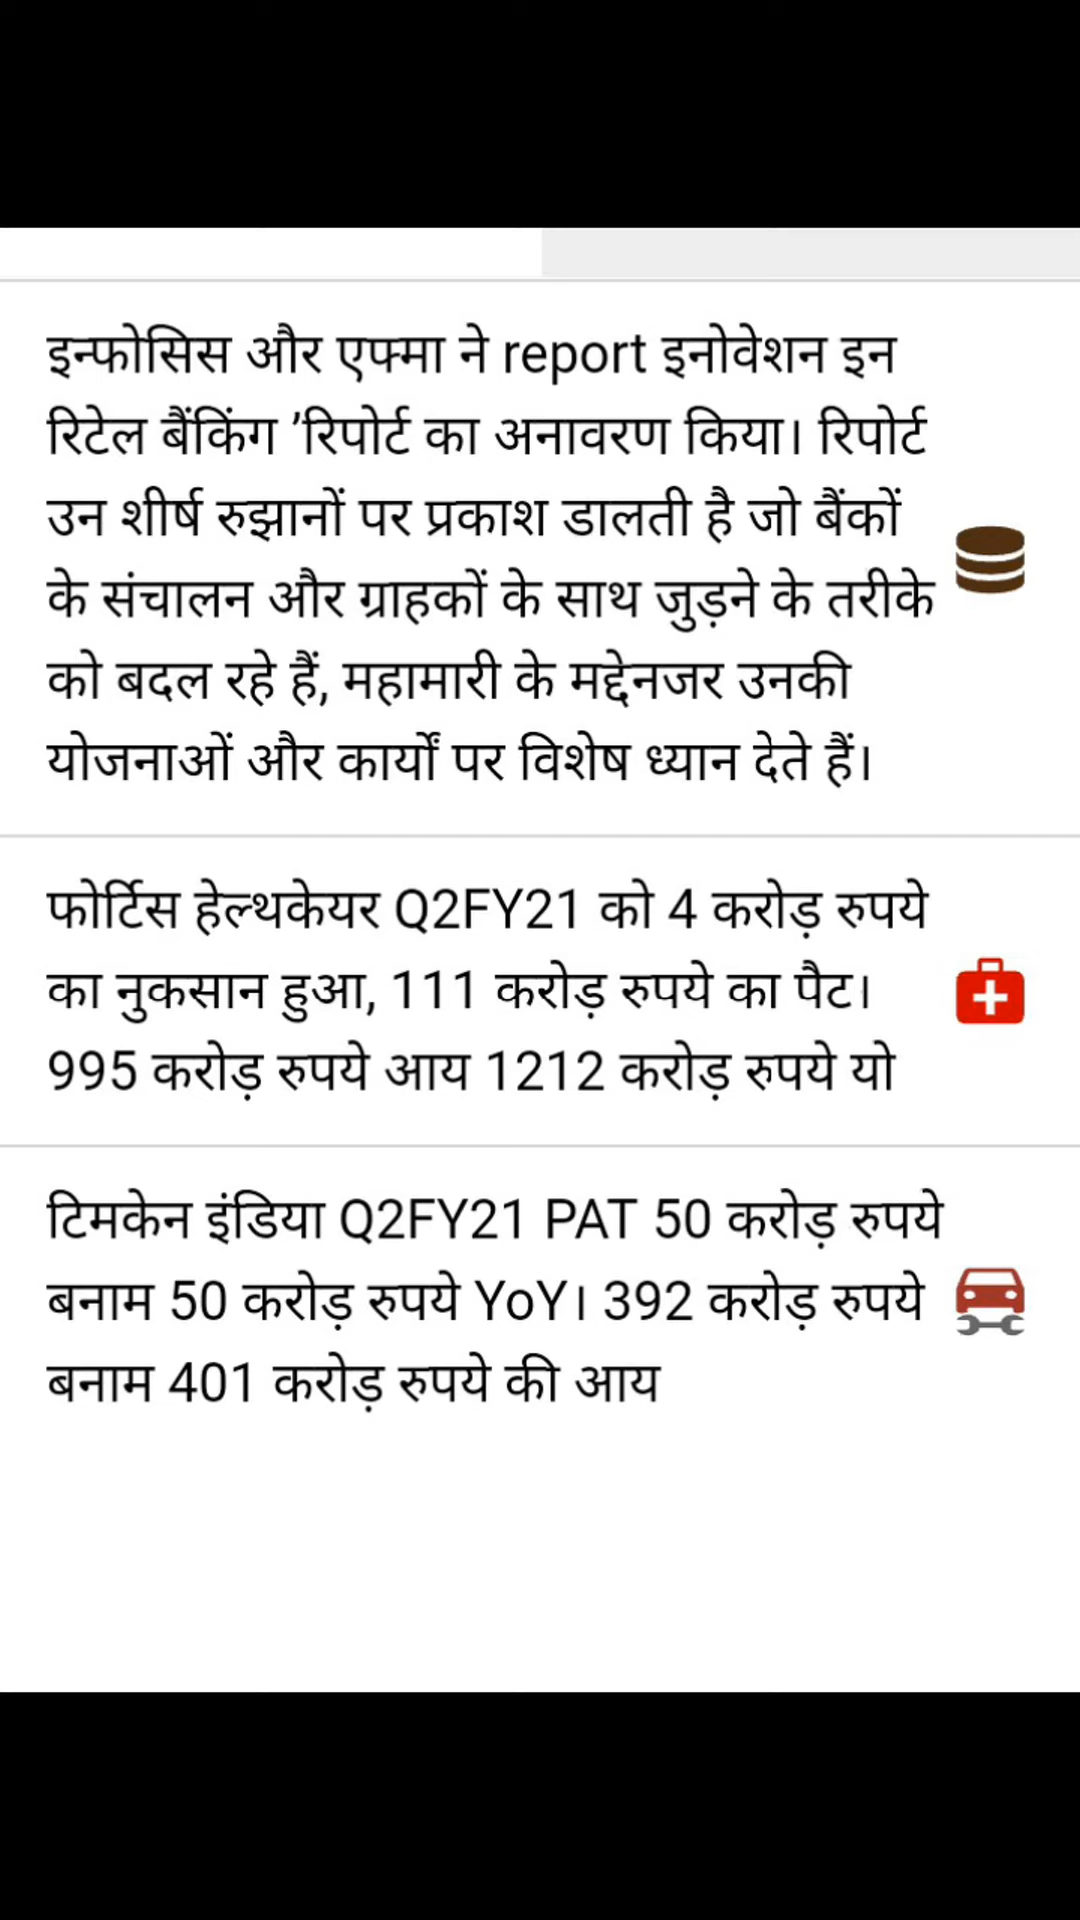 इन्फोसिस और एफ्मा ने report इनोवेशन इन
रिटेल बैंकिंग 'रिपोर्ट का अनावरण किया। रिपोर्ट
उन शीर्ष रुझानों पर प्रकाश डालती है जो बैंकों
के संचालन और ग्राहकों के साथ जुड़ने के तरीके
को बदल रहे हैं, महामारी के मद्देनजर उनकी
योजनाओं और कार्यों पर विशेष ध्यान देते हैं।
फोर्टिस हेल्थकेयर Q2FY21 को 4 करोड़ रुपये
का नुकसान हुआ, 111 करोड़ रुपये का पैट।
995 करोड़ रुपये आय 1212 करोड़ रुपये यो
टिमकेन इंडिया Q2FY21 PAT 50 करोड़ रुपये
बनाम 50 करोड़ रुपये YoY। 392 करोड़ रुपये
बनाम 401 करोड़ रुपये की आय